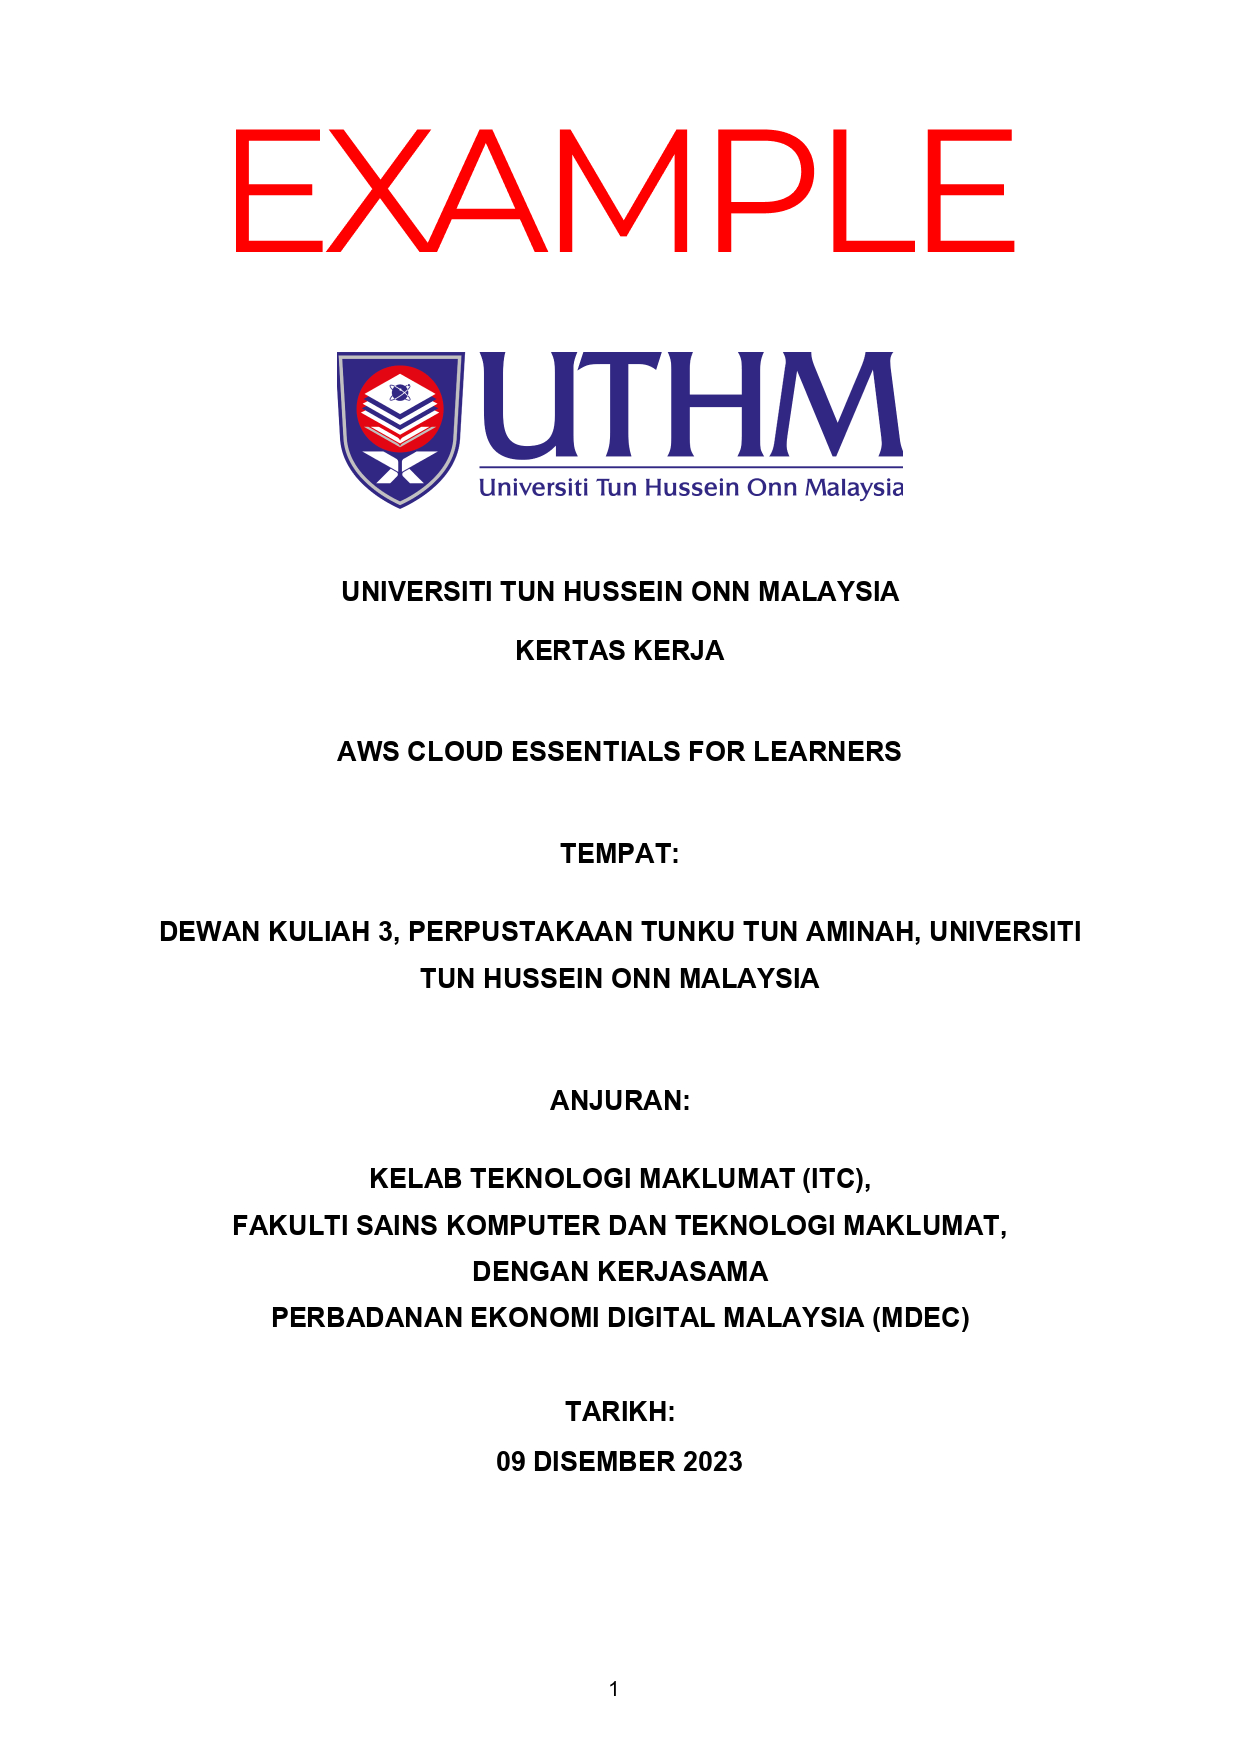 EXAMPLE
UTHM
Universiti Tun Hussein Onn Malaysia
UNIVERSITI TUN HUSSEIN ONN MALAYSIA
KERTAS KERJA
AWS CLOUD ESSENTIALS FOR LEARNERS
TEMPAT:
DEWAN KULIAH 3, PERPUSTAKAAN TUNKU TUN AMINAH, UNIVERSITI
TUN HUSSEIN ONN MALAYSIA
ANJURAN:
KELAB TEKNOLOGI MAKLUMAT (ITC),
FAKULTI SAINS KOMPUTER DAN TEKNOLOGI MAKLUMAT,
DENGAN KERJASAMA
PERBADANAN EKONOMI DIGITAL MALAYSIA (MDEC)
TARIKH:
09 DISEMBER 2023
1